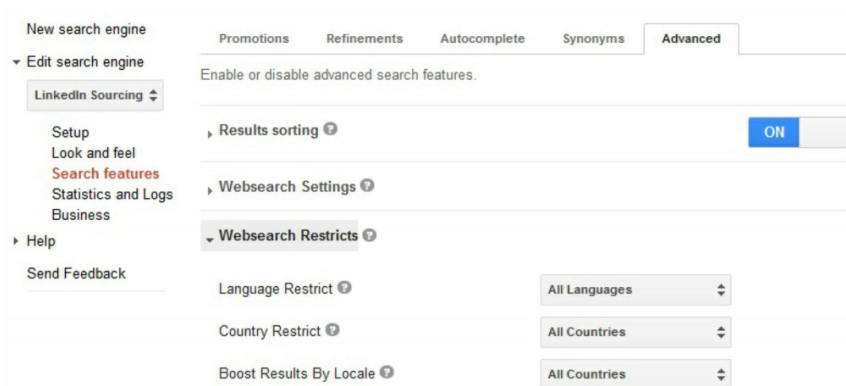 New search engine
Edit search engine
LinkedIn Sourcing
Setup
Look and feel
Search features
Statistics and Logs
Business
Help
Send Feedback
Promotions Refinements Autocomplete Synonyms Advanced
Enable or disable advanced search features.
Results sorting ? ON
Websearch Settings ?
Websearch Restricts ?
Language Restrict ? All Languages
Country Restrict ? All Countries
Boost Results By Locale ? All Countries